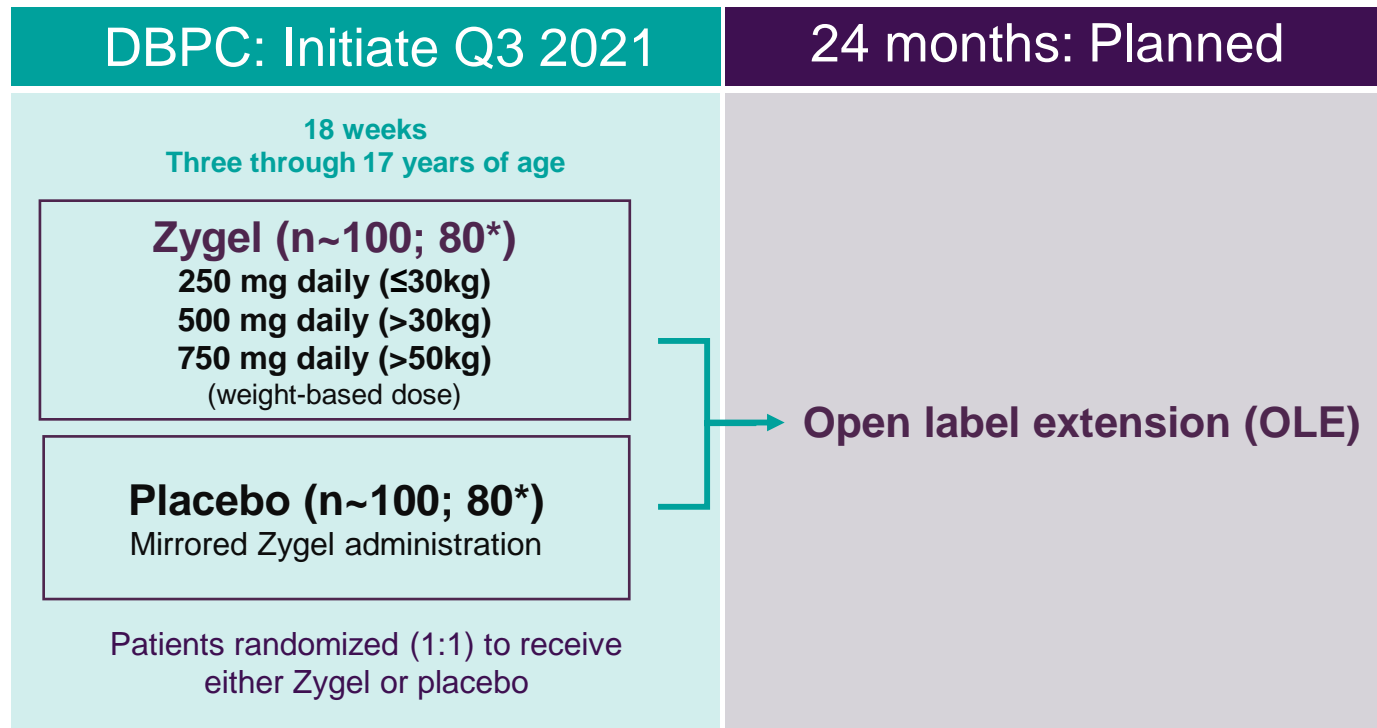 DBPC: Initiate Q3 2021
24 months: Planned
18 weeks
Three through 17 years of age
Zygel (n~100; 80*)
250 mg daily (≤30kg)
500 mg daily (>30kg)
750 mg daily (>50kg)
(weight-based dose)
Placebo (n~100; 80*)
Mirrored Zygel administration
Patients randomized (1:1) to receive
either Zygel or placebo
Open label extension (OLE)